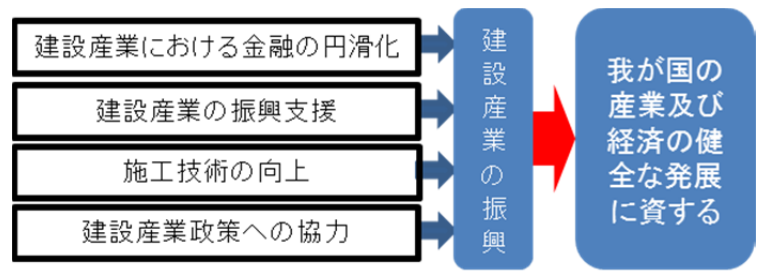 建設産業における金融の円滑化
建設産業の振興支援
施工技術の向上
建設産業政策への協力
建設産業の振興
我が国の
産業及び
経済の健
全な発展
に資する